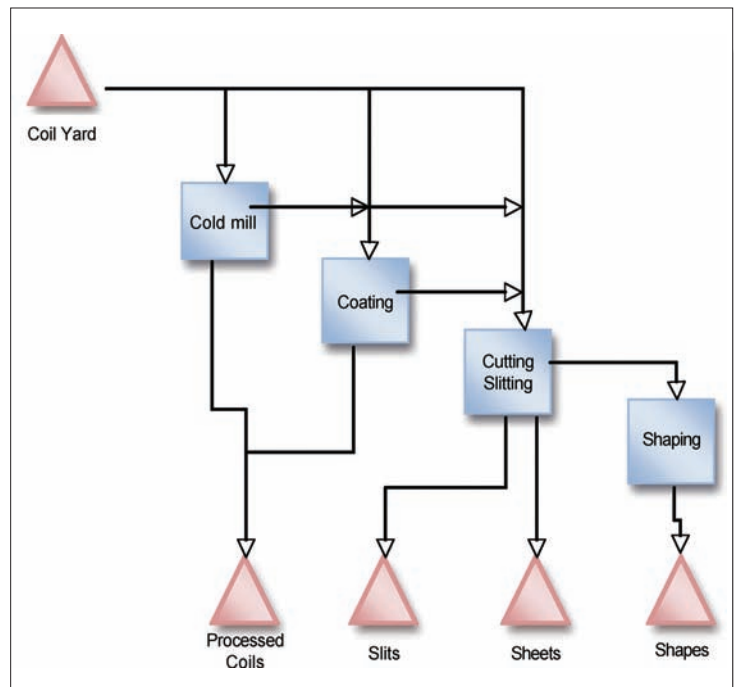 Coil Yard
Cold mill
Coating
Cutting
Slitting
Shaping
Processed
Coils
Slits
Sheets
Shapes